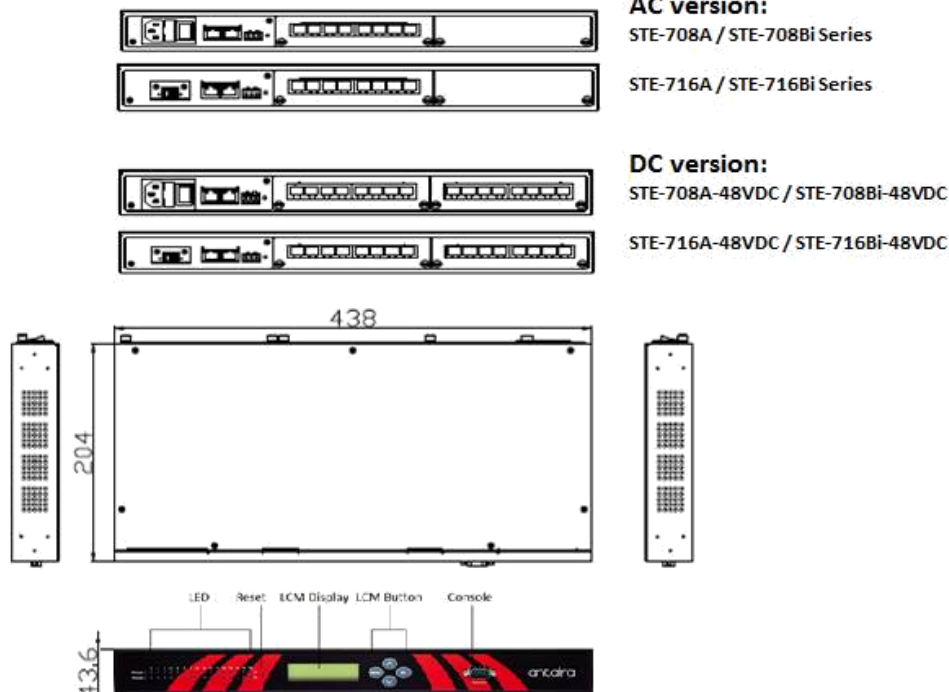 AC version:
STE-708A / STE-708Bi Series
STE-716A / STE-716Bi Series
DC version:
STE-708A-48VDC / STE-708Bi-48VDC
STE-716A-48VDC / STE-716Bi-48VDC
438
204
LED Reset LCM Display LCM Button Console
43.6
antaira